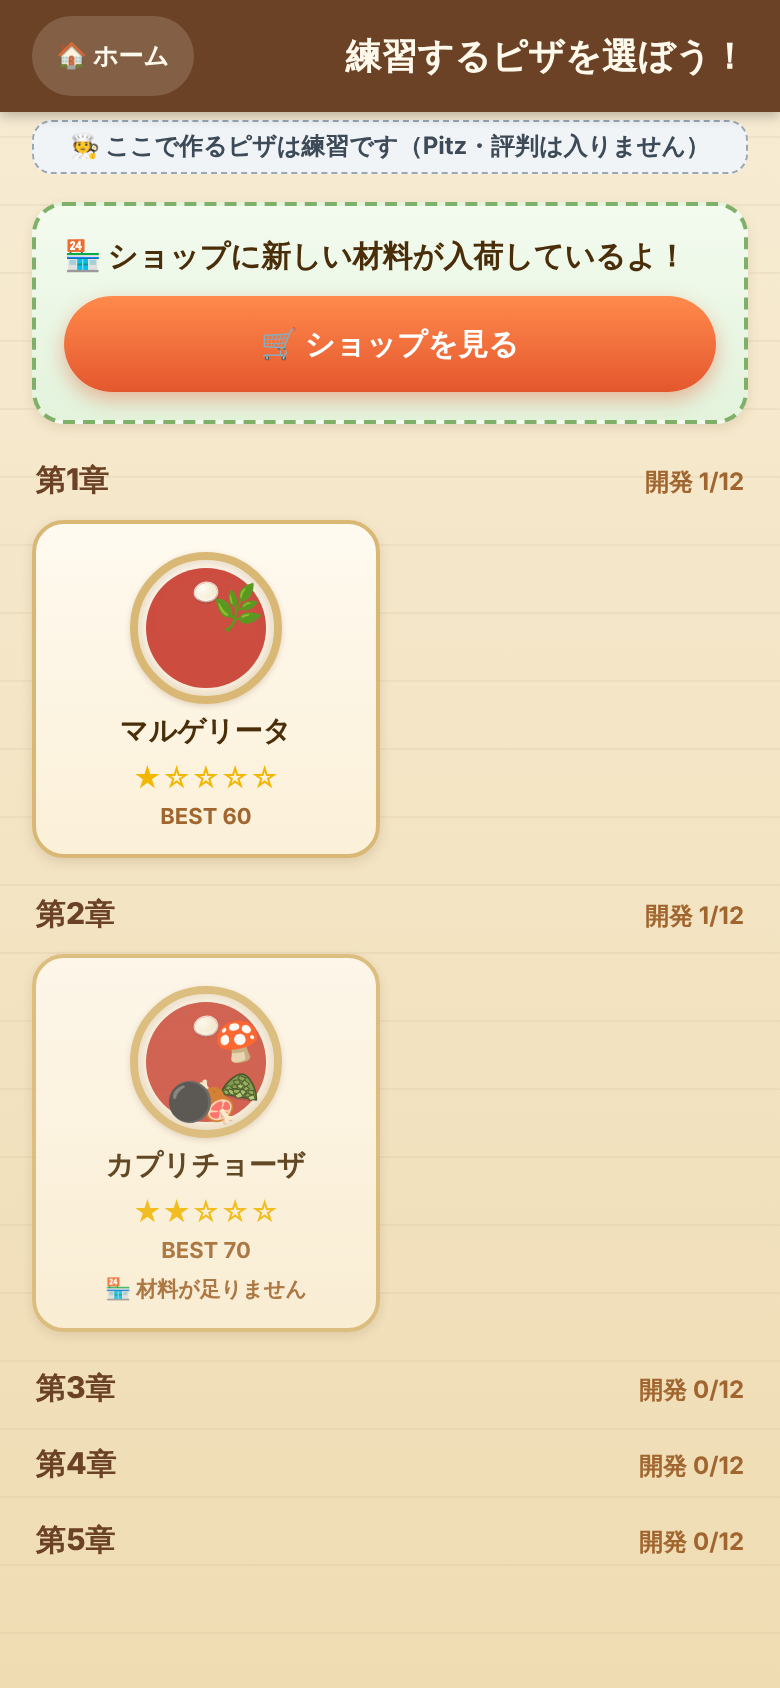 🏠 ホーム
練習するピザを選ぼう！
🧑‍🍳 ここで作るピザは練習です（Pitz・評判は入りません）
🏪 ショップに新しい材料が入荷しているよ！
🛒 ショップを見る
第1章
開発 1/12
マルゲリータ
★☆☆☆☆
BEST 60
第2章
開発 1/12
カプリチョーザ
★★☆☆☆
BEST 70
🏪 材料が足りません
第3章
開発 0/12
第4章
開発 0/12
第5章
開発 0/12